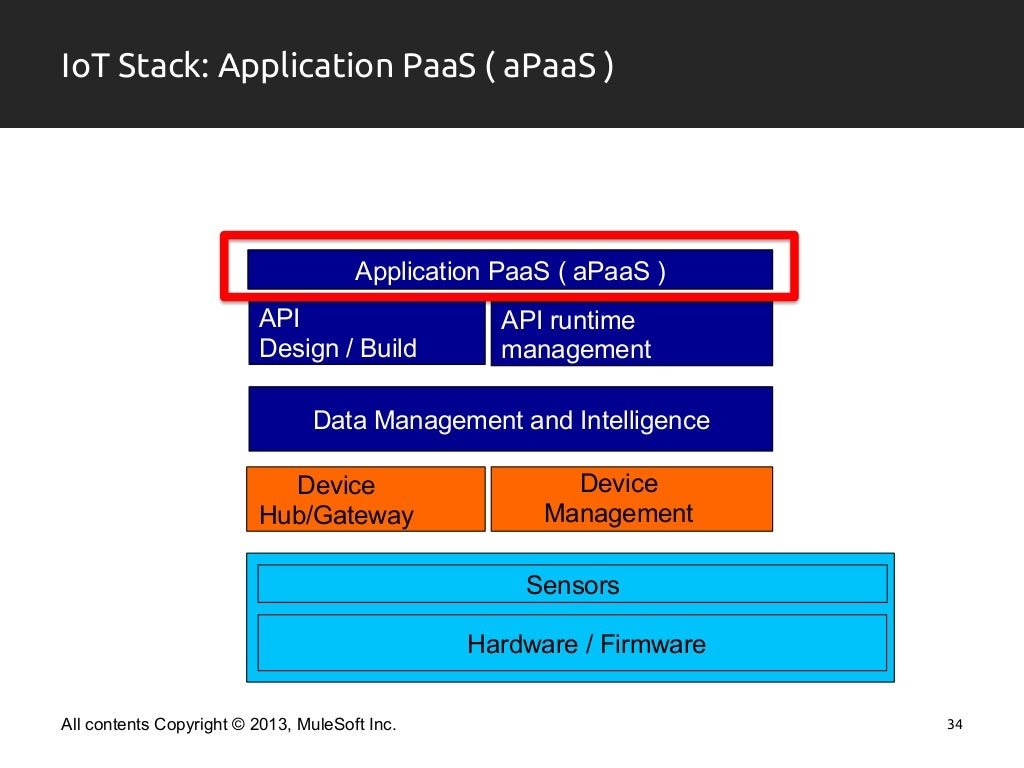 IoT Stack: Application PaaS ( aPaaS )
Application PaaS ( aPaaS )
API
Design / Build
API runtime
management
Data Management and Intelligence
Device
Hub/Gateway
Device
Management
Sensors
Hardware / Firmware
All contents Copyright © 2013, MuleSoft Inc.
34